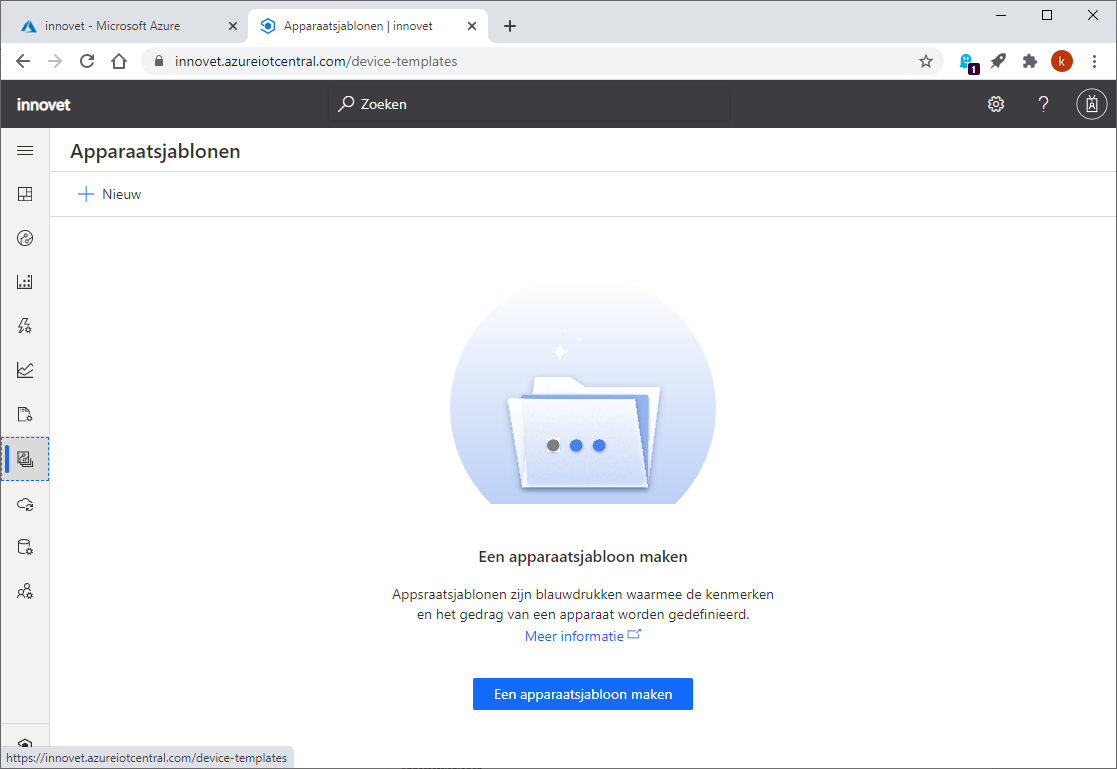 innovet - Microsoft Azure
Apparaatsjablonen | innovet
innovet.azureiotcentral.com/device-templates
1
k
innovet
Zoeken
?
Apparaatsjablonen
Nieuw
Een apparaatsjabloon maken
Appsraatsjablonen zijn blauwdrukken waarmee de kenmerken
en het gedrag van een apparaat worden gedefinieerd.
Meer informatie
Een apparaatsjabloon maken
https://innovet.azureiotcentral.com/device-templates